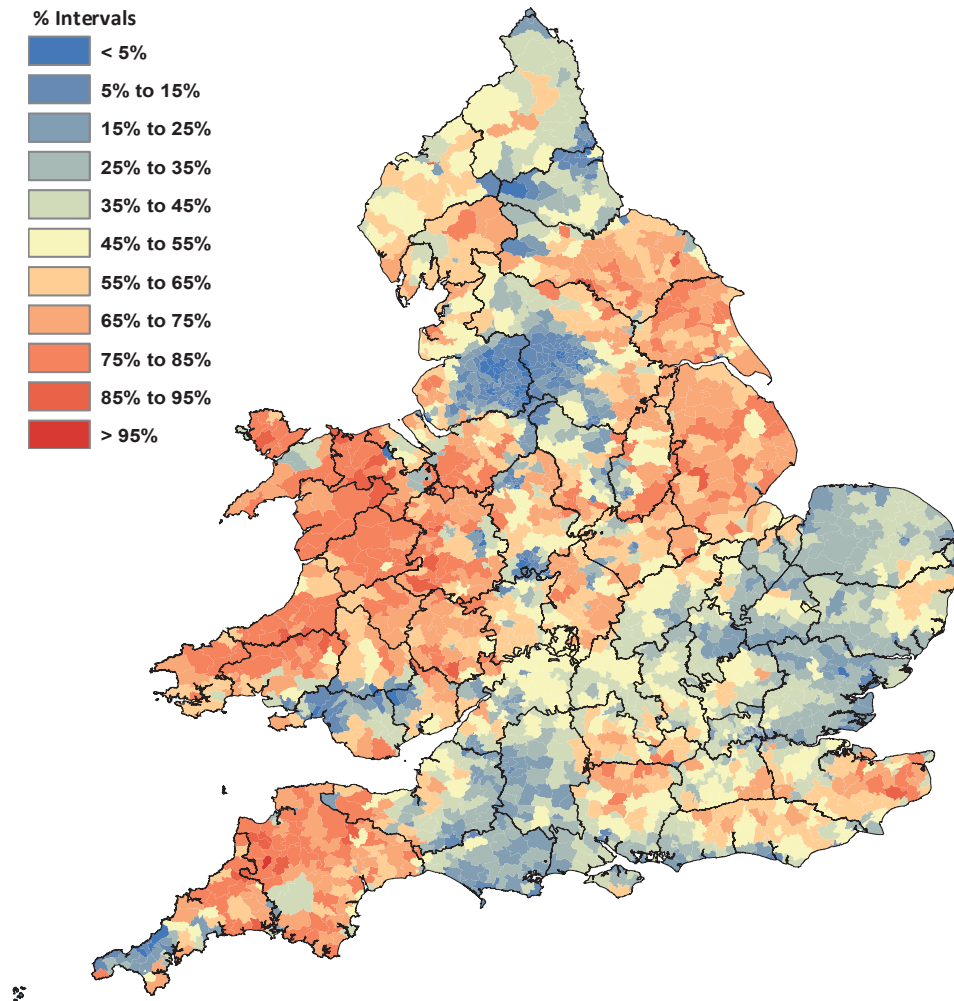 % Intervals
< 5%
5% to 15%
15% to 25%
25% to 35%
35% to 45%
45% to 55%
55% to 65%
65% to 75%
75% to 85%
85% to 95%
> 95%